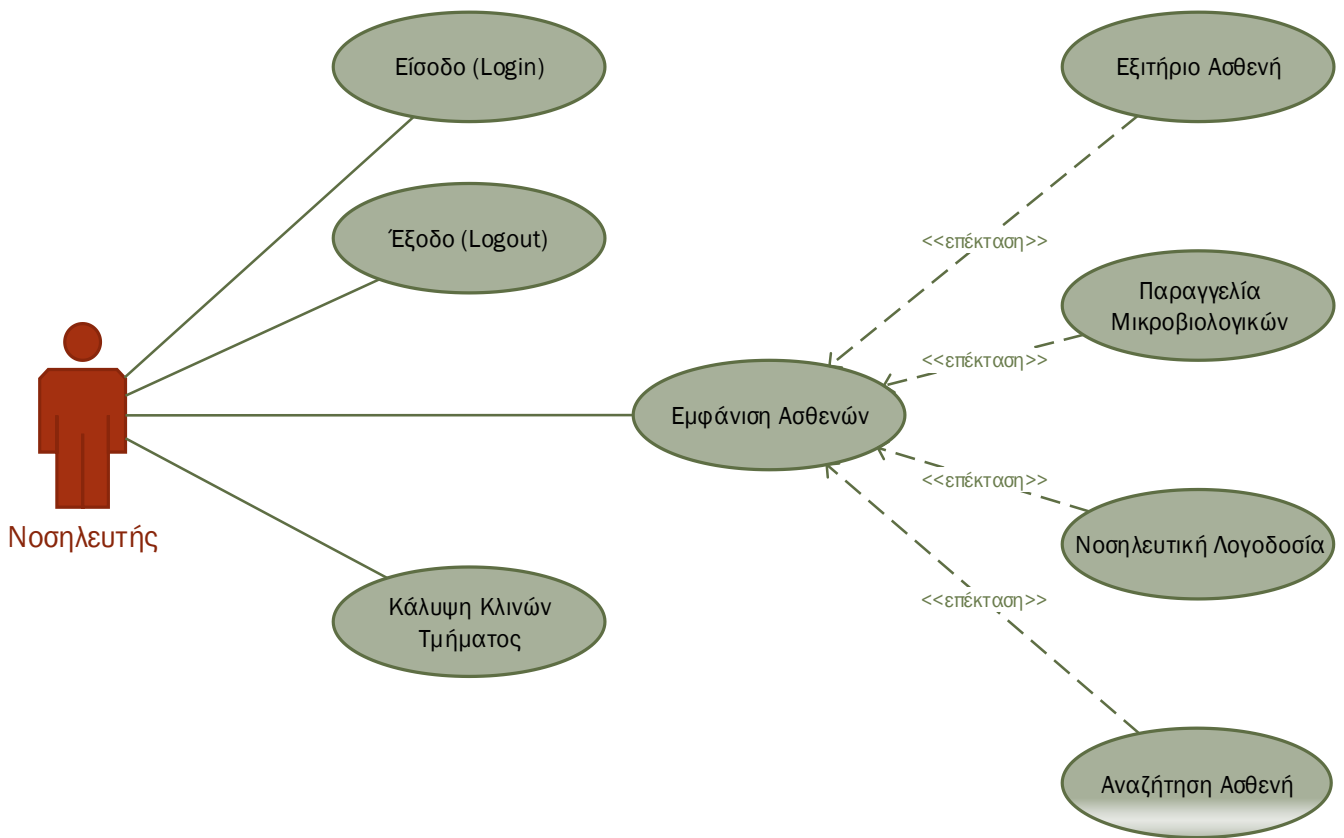 Είσοδο (Login)
Εξιτήριο Ασθενή
Έξοδο (Logout)
<<επέκταση>>
Παραγγελία
Μικροβιολογικών
<<επέκταση>>
Εμφάνιση Ασθενών
<<επέκταση>>
Νοσηλευτής
Νοσηλευτική Λογοδοσία
<<επέκταση>>
Κάλυψη Κλινών
Τμήματος
Αναζήτηση Ασθενή